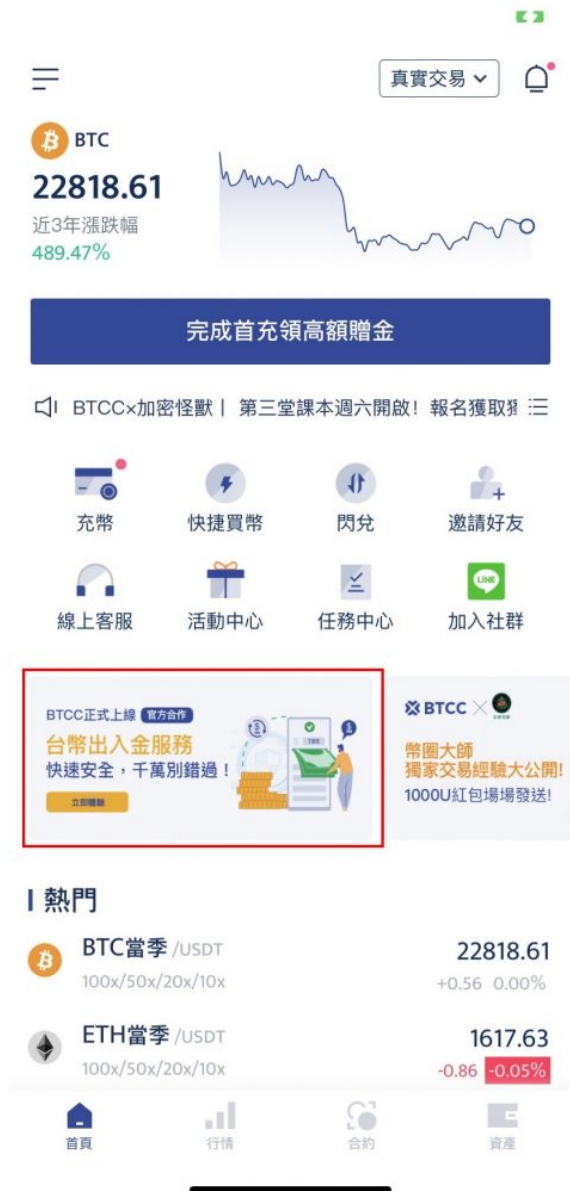 真實交易
BTC
22818.61
近3年漲跌幅
489.47%
完成首充領高額贈金
BTCC×加密怪獸丨 第三堂課本週六開啟！報名獲取
充幣
快捷買幣
閃兌
邀請好友
線上客服
活動中心
任務中心
LINE
加入社群
BTCC正式上線 官方合作
台幣出入金服務
快速安全，千萬別錯過！
立即體驗
BTCC
幣圈大師
獨家交易經驗大公開!
1000U紅包場場發送!
熱門
BTC當季 /USDT
22818.61
100x/50x/20x/10x
+0.56 0.00%
ETH當季 /USDT
1617.63
100x/50x/20x/10x
-0.86 -0.05%
首頁
行情
合約
資產